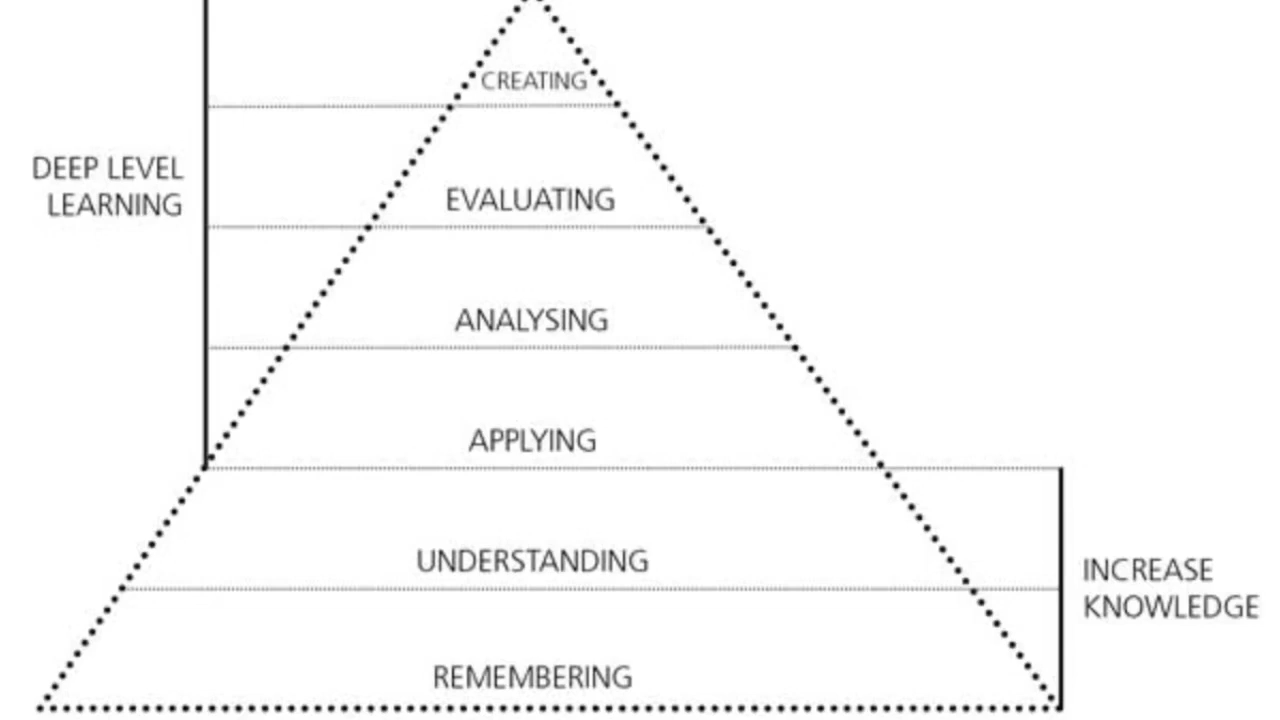 CREATING
DEEP LEVEL
LEARNING
EVALUATING
ANALYSING
APPLYING
UNDERSTANDING
INCREASE
KNOWLEDGE
REMEMBERING